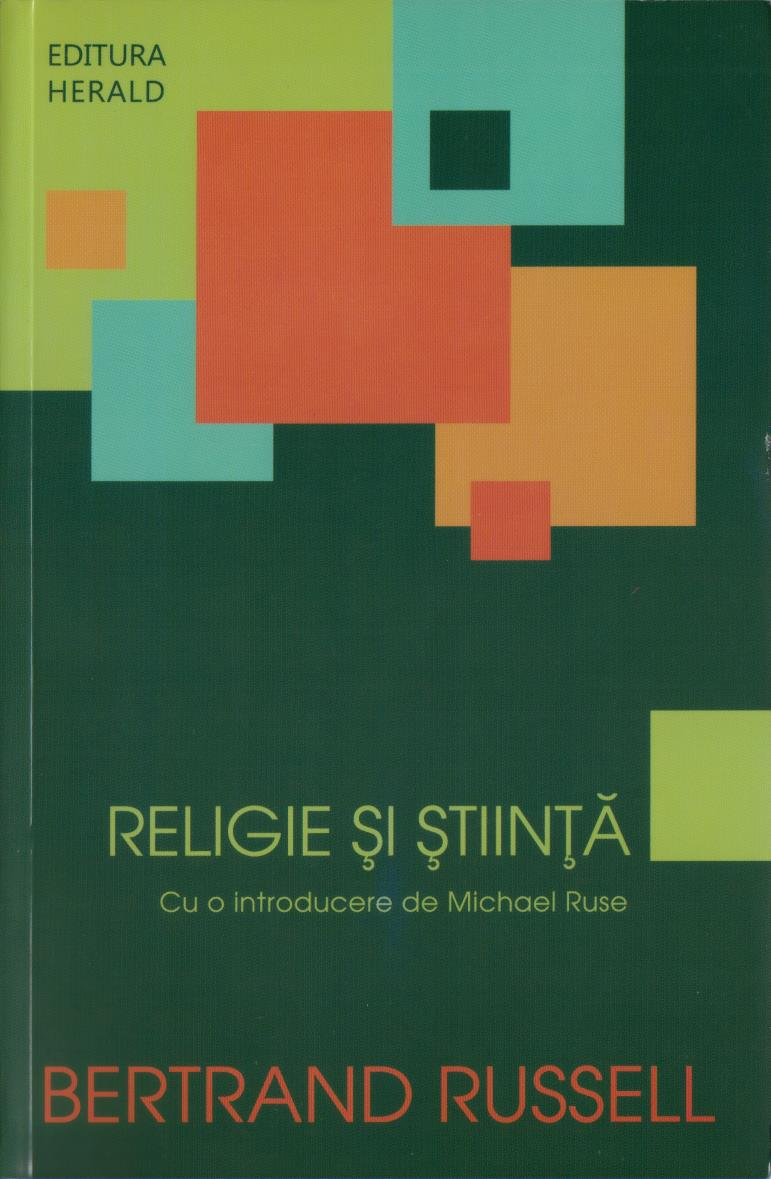 EDITURA
HERALD
RELIGIE ŞI ŞTIINŢĂ
Cu o introducere de Michael Ruse
BERTRAND RUSSELL